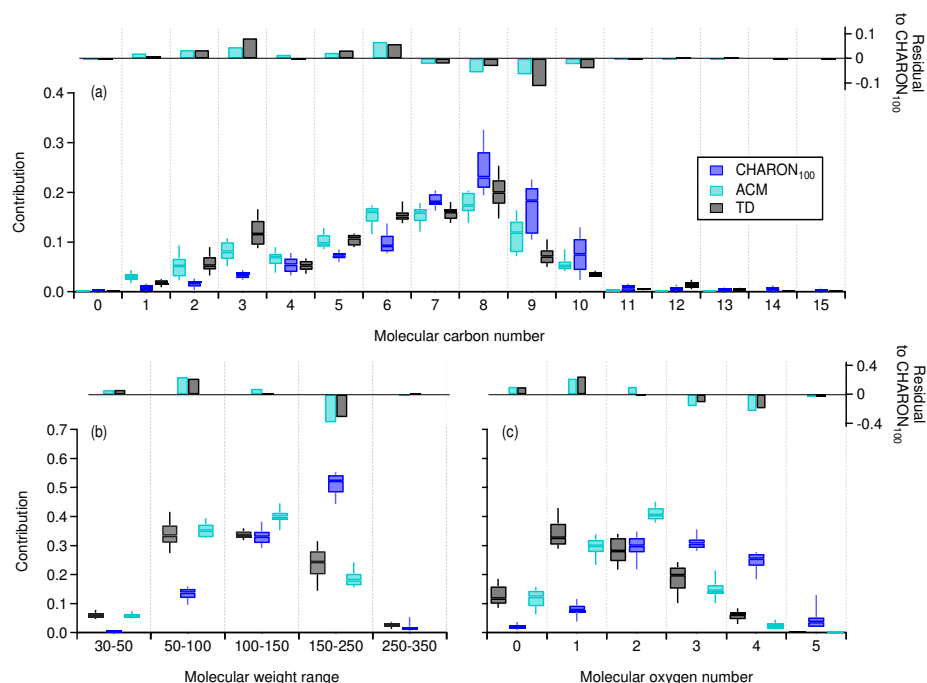 0.1
0
-0.1
Residual
to CHARON100
(a)
0.4
0.3
0.2
0.1
0.0
Contribution
CHARON100
ACM
TD
0 1 2 3 4 5 6 7 8 9 10 11 12 13 14 15
Molecular carbon number
0.4
0
-0.4
Residual
to CHARON100
(b)
(c)
0.7
0.6
0.5
0.4
0.3
0.2
0.1
0.0
Contribution
30-50 50-100 100-150 150-250 250-350
0 1 2 3 4 5
Molecular weight range
Molecular oxygen number